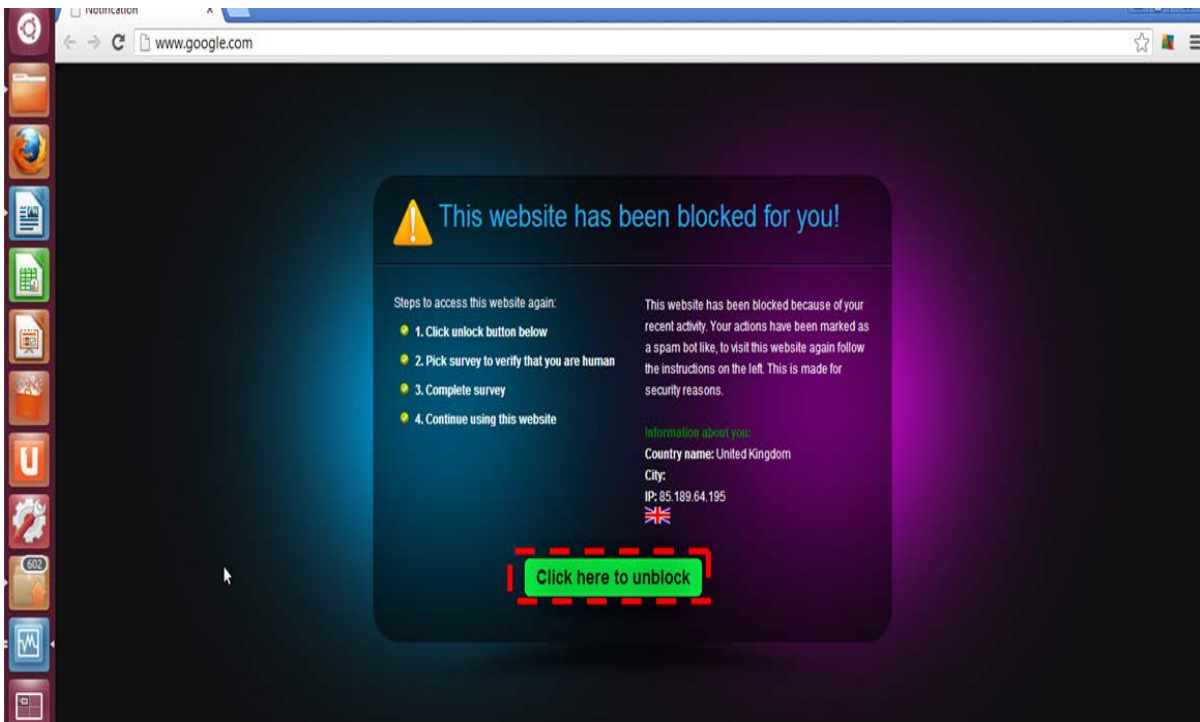 Notification
www.google.com
This website has been blocked for you!
Steps to access this website again:
1. Click unlock button below
2. Pick survey to verify that you are human
3. Complete survey
4. Continue using this website
This website has been blocked because of your
recent activity. Your actions have been marked as
a spam bot like, to visit this website again follow
the instructions on the left. This is made for
security reasons.
Information about you:
Country name: United Kingdom
City:
IP: 85.189.64.195
Click here to unblock
602